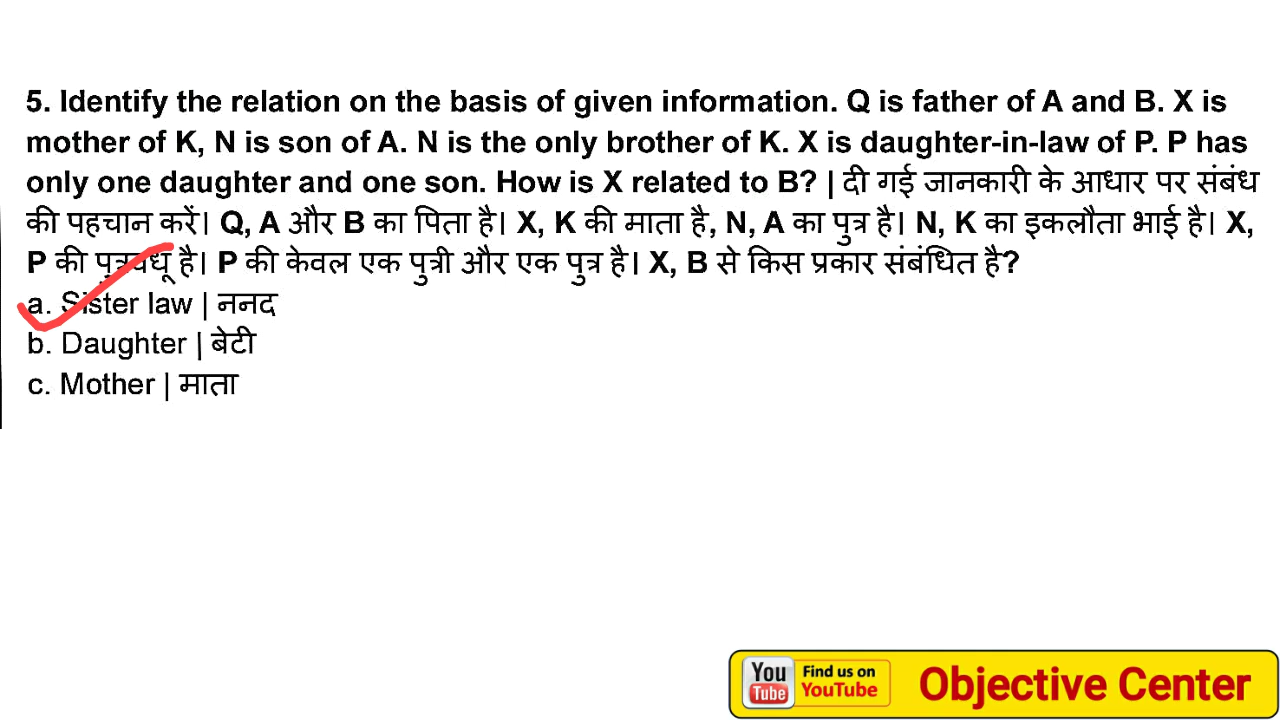 5. Identify the relation on the basis of given information. Q is father of A and B. X is
mother of K, N is son of A. N is the only brother of K. X is daughter-in-law of P. P has
only one daughter and one son. How is X related to B? | दी गई जानकारी के आधार पर संबंध
की पहचान करें। Q, A और B का पिता है। X, K की माता है, N, A का पुत्र है। N, K का इकलौता भाई है। X,
P की पुत्रवधू है। P की केवल एक पुत्री और एक पुत्र है। X, B से किस प्रकार संबंधित है?
a. Sister law | ननद
b. Daughter | बेटी
c. Mother | माता
You Tube Find us on YouTube Objective Center